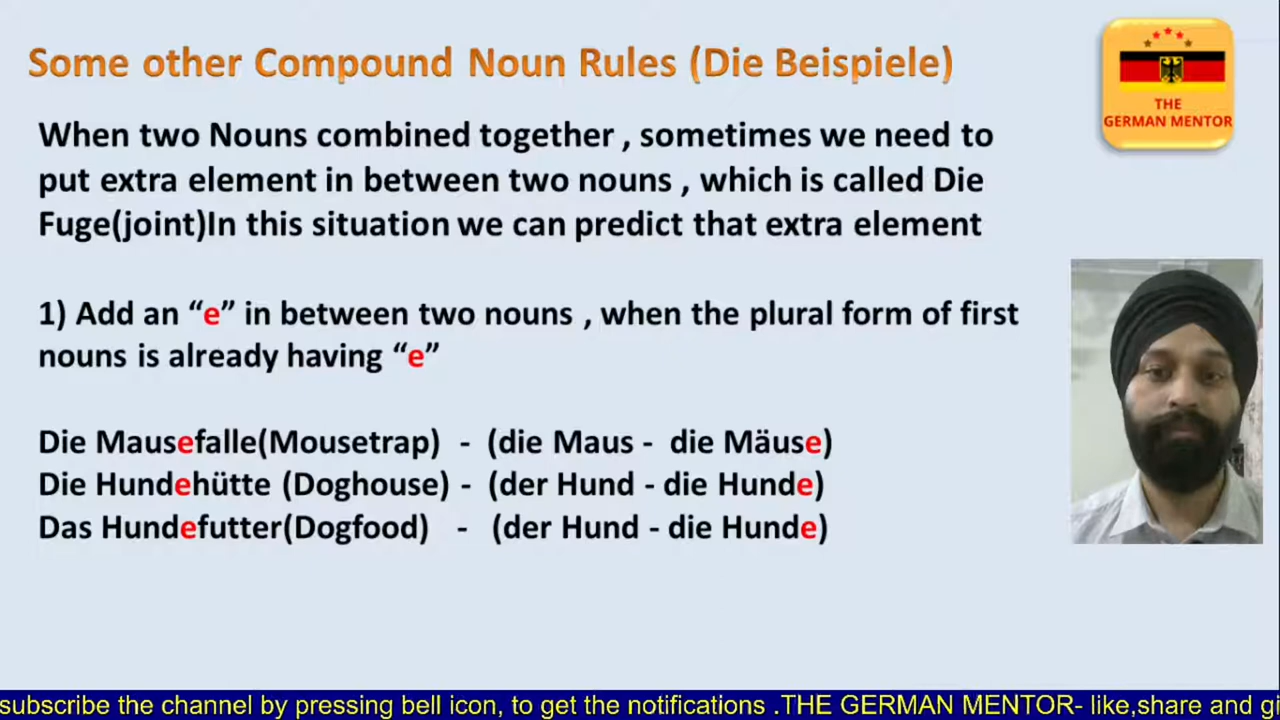 Some other Compound Noun Rules (Die Beispiele)
THE
GERMAN MENTOR
When two Nouns combined together , sometimes we need to
put extra element in between two nouns , which is called Die
Fuge(joint)In this situation we can predict that extra element
1) Add an “e” in between two nouns , when the plural form of first
nouns is already having “e”
Die Mausefalle(Mousetrap) - (die Maus - die Mäuse)
Die Hundehütte (Doghouse) - (der Hund - die Hunde)
Das Hundefutter(Dogfood) - (der Hund - die Hunde)
subscribe the channel by pressing bell icon, to get the notifications .THE GERMAN MENTOR- like,share and